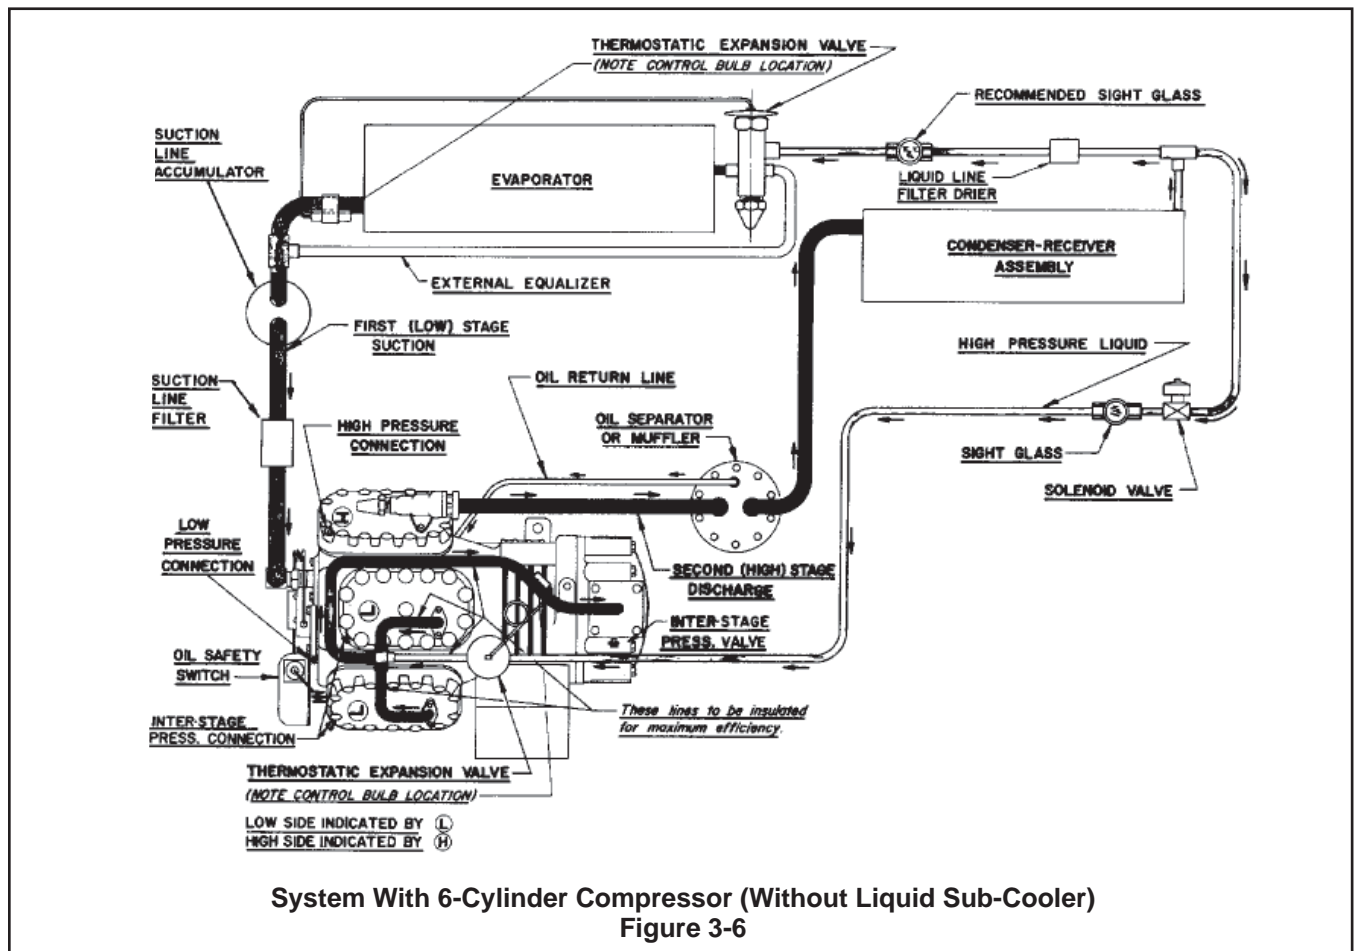 THERMOSTATIC EXPANSION VALVE
(NOTE CONTROL BULB LOCATION)
RECOMMENDED SIGHT GLASS
SUCTION
LINE
ACCUMULATOR
EVAPORATOR
LIQUID LINE
FILTER DRIER
CONDENSER-RECEIVER
ASSEMBLY
EXTERNAL EQUALIZER
FIRST (LOW) STAGE
SUCTION
HIGH PRESSURE LIQUID
SUCTION
LINE
FILTER
OIL RETURN LINE
HIGH PRESSURE
CONNECTION
OIL SEPARATOR
OR MUFFLER
SIGHT GLASS
SOLENOID VALVE
H
LOW
PRESSURE
CONNECTION
SECOND (HIGH) STAGE
DISCHARGE
L
INTER-STAGE
PRESS. VALVE
OIL SAFETY
SWITCH
L
These lines to be insulated
for maximum efficiency.
INTER-STAGE
PRESS. CONNECTION
THERMOSTATIC EXPANSION VALVE
(NOTE CONTROL BULB LOCATION)
LOW SIDE INDICATED BY L
HIGH SIDE INDICATED BY H
System With 6-Cylinder Compressor (Without Liquid Sub-Cooler)
Figure 3-6